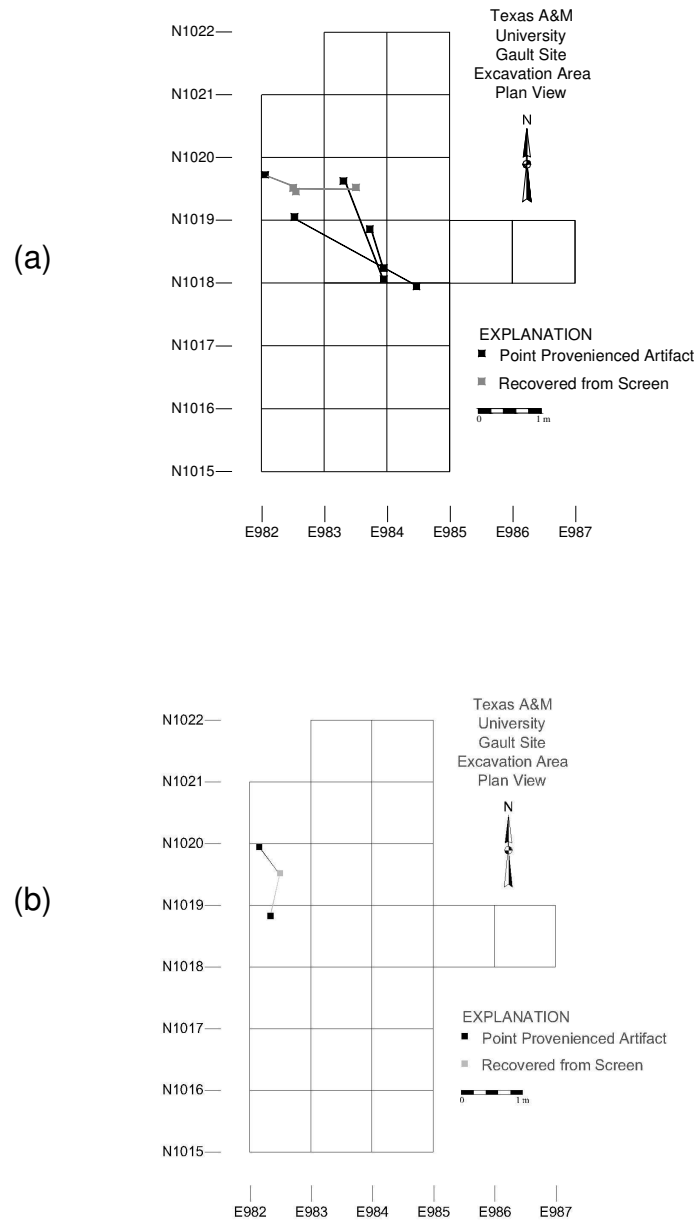 Texas A&M
University
Gault Site
Excavation Area
Plan View
N
N1022
N1021
N1020
N1019
(a)
N1018
N1017
N1016
N1015
EXPLANATION
Point Provenienced Artifact
Recovered from Screen
0 1 m
E982 E983 E984 E985 E986 E987
Texas A&M
University
Gault Site
Excavation Area
Plan View
N
N1022
N1021
N1020
N1019
(b)
N1018
N1017
N1016
N1015
EXPLANATION
Point Provenienced Artifact
Recovered from Screen
0 1 m
E982 E983 E984 E985 E986 E987